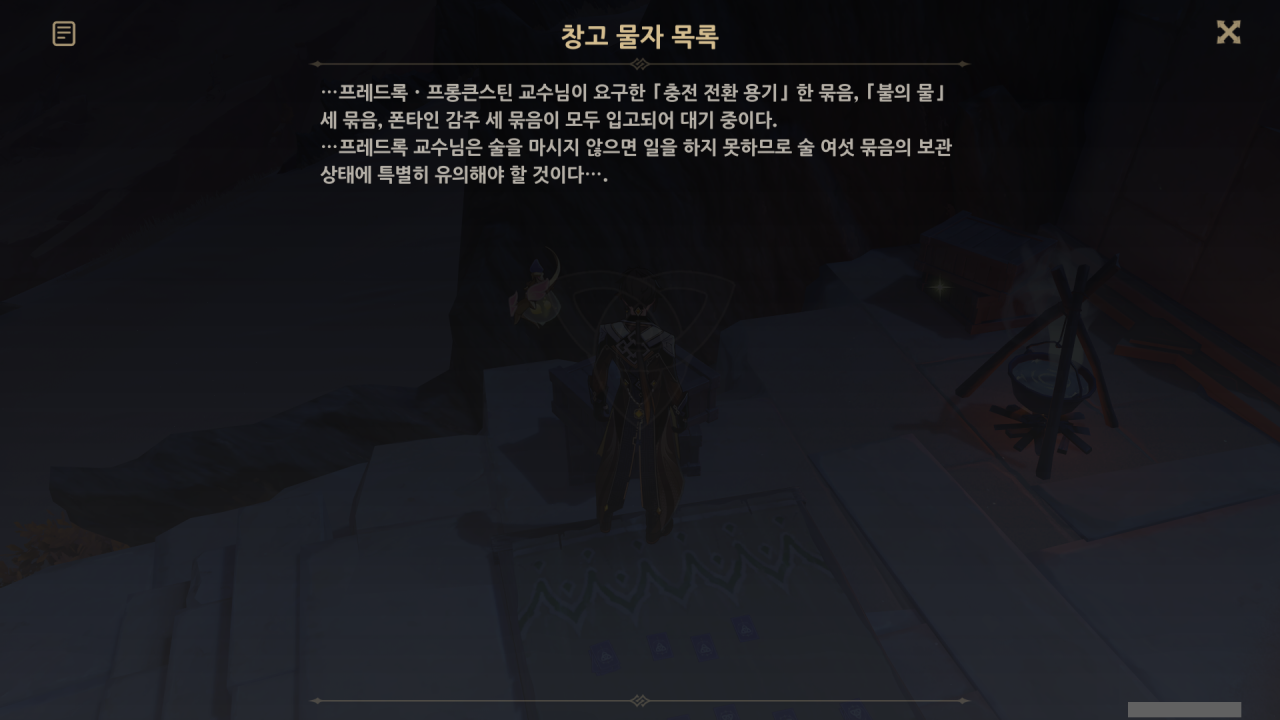 창고 물자 목록
…프레드록・프롱큰스틴 교수님이 요구한 「충전 전환 용기」 한 묶음, 「불의 물」
세 묶음, 폰타인 감주 세 묶음이 모두 입고되어 대기 중이다.
…프레드록 교수님은 술을 마시지 않으면 일을 하지 못하므로 술 여섯 묶음의 보관
상태에 특별히 유의해야 할 것이다….